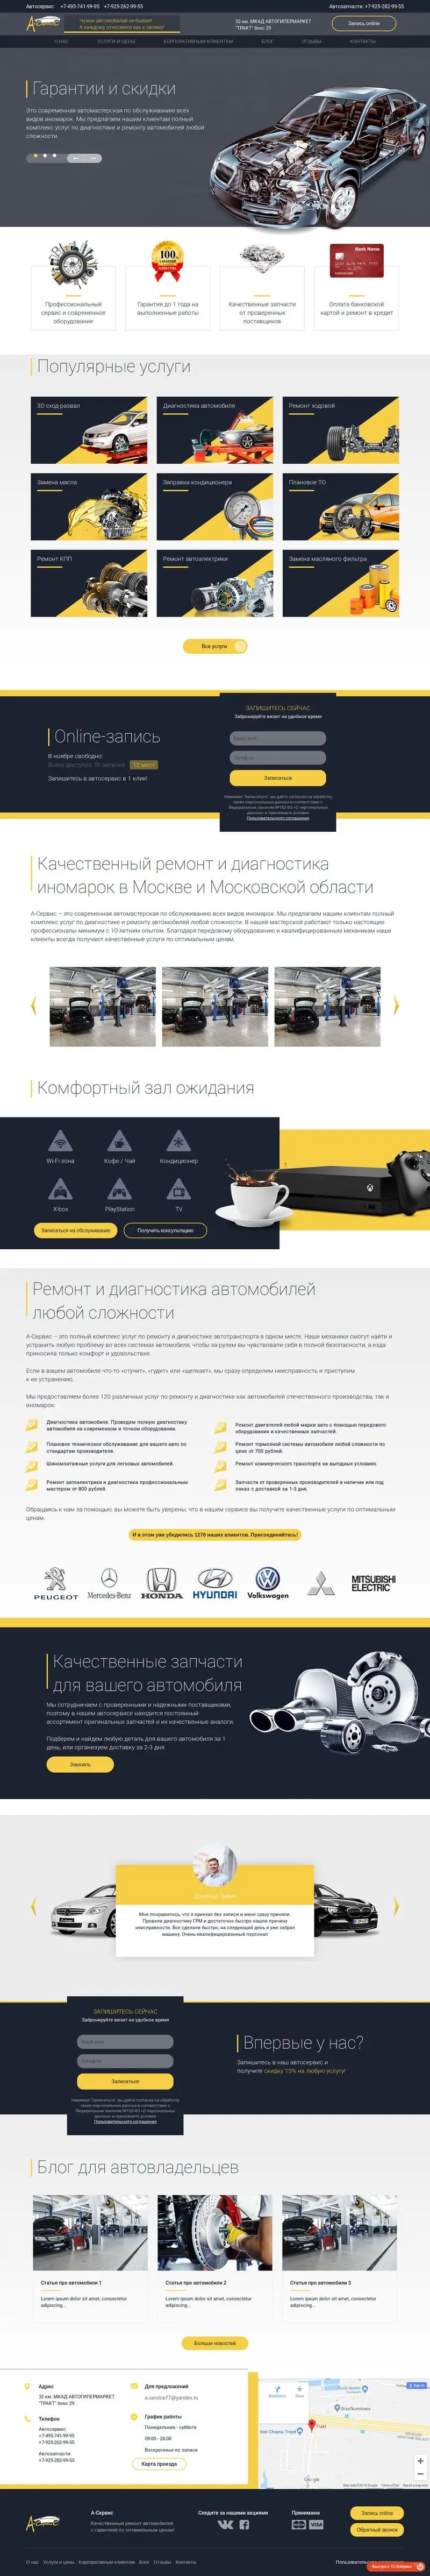 Автосервис: +7-495-741-99-95 +7-925-262-99-55
Автозапчасти: +7-925-282-99-55
А-Сервис
Чужих автомобилей не бывает!
К каждому относимся как к своему!
32 км. МКАД АВТОГИПЕРМАРКЕТ
"ТРАКТ" бокс 29
Запись online
О НАС УСЛУГИ И ЦЕНЫ КОРПОРАТИВНЫМ КЛИЕНТАМ БЛОГ ОТЗЫВЫ КОНТАКТЫ
Гарантии и скидки
Это современная автомастерская по обслуживанию всех
видов иномарок. Мы предлагаем нашим клиентам полный
комплекс услуг по диагностике и ремонту автомобилей любой
сложности.
100%
ГАРАНТИЯ
КАЧЕСТВА
Bank Name
Профессиональный
сервис и современное
оборудование
Гарантия до 1 года на
выполненные работы
Качественные запчасти
от проверенных
поставщиков
Оплата банковской
картой и ремонт в кредит
Популярные услуги
3D сход-развал
Диагностика автомобиля
Ремонт ходовой
Замена масла
Заправка кондиционера
Плановое ТО
Ремонт КПП
Ремонт автоэлектрики
Замена масляного фильтра
Все услуги
Online-запись
В ноябре свободно:
Всего доступно 70 записей 12 мест
Запишитесь в автосервис в 1 клик!
ЗАПИШИТЕСЬ СЕЙЧАС
Забронируйте визит на удобное время
Ваше имя
Телефон
Записаться
Нажимая "Записаться", вы даёте согласие на обработку
своих персональных данных в соответствии с
Федеральным законом №152-ФЗ «О персональных
данных» и принимаете условия
Пользовательского соглашения
Качественный ремонт и диагностика
иномарок в Москве и Московской области
А-Сервис – это современная автомастерская по обслуживанию всех видов иномарок. Мы предлагаем нашим клиентам полный
комплекс услуг по диагностике и ремонту автомобилей любой сложности. В нашей мастерской работают только настоящие
профессионалы минимум с 10-летним опытом. Благодаря передовому оборудованию и квалифицированным механикам наши
клиенты всегда получают качественные услуги по оптимальным ценам.
Комфортный зал ожидания
Wi-Fi зона
Кофе / Чай
Кондиционер
X-box
PlayStation
TV
Записаться на обслуживание
Получить консультацию
Ремонт и диагностика автомобилей
любой сложности
А-Сервис – это полный комплекс услуг по ремонту и диагностике автотранспорта в одном месте. Наши механики смогут найти и
устранить любую проблему во всех системах автомобиля, чтобы за рулем вы чувствовали себя в полной безопасности, а езда
приносила только комфорт и удовольствие.
Если в вашем автомобиле что-то «стучит», «гудит» или «щелкает», мы сразу определим неисправность и приступим
к ее устранению.
Мы предоставляем более 120 различных услуг по ремонту и диагностике как автомобилей отечественного производства, так и
иномарок:
Диагностика автомобиля. Проведем полную диагностику
автомобиля на современном и точном оборудовании.
Ремонт двигателей любой марки авто с помощью передового
оборудования и качественных запчастей.
Плановое техническое обслуживание для вашего авто по
стандартам производителя.
Ремонт тормозной системы автомобиля любой сложности по
цене от 700 рублей.
Шиномонтажные услуги для легковых автомобилей.
Ремонт коммерческого транспорта на выгодных условиях.
Ремонт автоэлектрики и диагностика профессиональным
мастером от 800 рублей.
Запчасти от проверенных производителей в наличии или под
заказ с доставкой за 1-3 дня.
Обращаясь к нам за помощью, вы можете быть уверены, что в нашем сервисе вы получите качественные услуги по оптимальным
ценам.
И в этом уже убедились 1270 наших клиентов. Присоединяйтесь!
PEUGEOT
Mercedes-Benz
HONDA
HYUNDAI
Volkswagen
MITSUBISHI
ELECTRIC
Качественные запчасти
для вашего автомобиля
Мы сотрудничаем с проверенными и надежными поставщиками,
поэтому в нашем автосервисе находится постоянный
ассортимент оригинальных запчастей и их качественные аналоги.
Подберем и найдем любую деталь для вашего автомобиля за 1
день, или организуем доставку за 2-3 дня.
Заказать
Мне понравилось, что я приехал без записи и меня сразу приняли.
Провели диагностику ГРМ и достаточно быстро нашли причину
неисправности. Все сделали быстро, на следующий день я уже забрал
машину. Очень квалифицированный персонал
ЗАПИШИТЕСЬ СЕЙЧАС
Забронируйте визит на удобное время
Ваше имя
Телефон
Записаться
Нажимая "Записаться", вы даёте согласие на обработку
своих персональных данных в соответствии с
Федеральным законом №152-ФЗ «О персональных
данных» и принимаете условия
Пользовательского соглашения
Впервые у нас?
Запишитесь в наш автосервис и
получите скидку 15% на любую услугу!
Блог для автовладельцев
Статья про автомобили 1
Lorem ipsum dolor sit amet, consectetur
adipiscing...
Статья про автомобили 2
Lorem ipsum dolor sit amet, consectetur
adipiscing...
Статья про автомобили 3
Lorem ipsum dolor sit amet, consectetur
adipiscing...
Больше новостей
Адрес
32 км. МКАД АВТОГИПЕРМАРКЕТ
"ТРАКТ" бокс 29
Телефон
Автосервис:
+7-495-741-99-95
+7-925-262-99-55
Автозапчасти:
+7-925-282-99-55
Для предложений
a-service77@yandex.ru
График работы
Понедельник - суббота
09:00 - 20:00
Воскресенье по записи
Карта проезда
Directions
Save
Sign in
Trakt
Google
А-Сервис
А-Сервис
Качественный ремонт автомобилей
с гарантией по оптимальным ценам!
Следите за нашими акциями
Принимаем
VISA
Запись online
Обратный звонок
О нас Услуги и цены Корпоративным клиентам Блог Отзывы Контакты